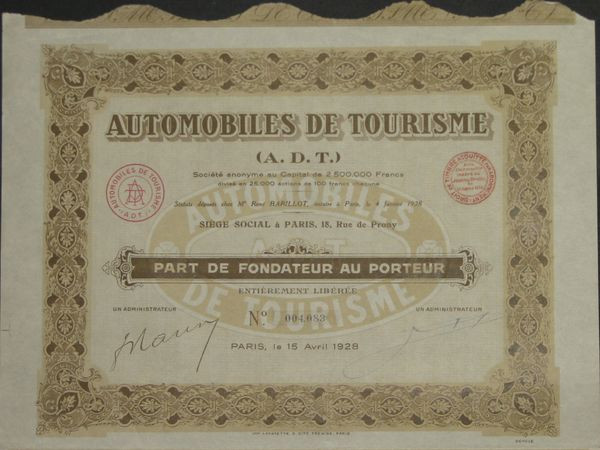 AUTOMOBILES DE TOURISME
(A. D. T.)
Société anonyme au Capital de 2.500.000 Francs
divisé en 25.000 actions de 100 francs chacune
Statuts déposés chez Me René BARILLOT, notaire à Paris, le 4 Janvier 1928
SIÈGE SOCIAL à PARIS, 18, Rue de Prony
AUTOMOBILES DE TOURISME
A.D.T.
AUTOMOBILES
A.D.T
DE TOURISME
PART DE FONDATEUR AU PORTEUR
ENTIÈREMENT LIBÉRÉE
UN ADMINISTRATEUR
UN ADMINISTRATEUR
No. 004,083
PARIS, le 15 Avril 1928